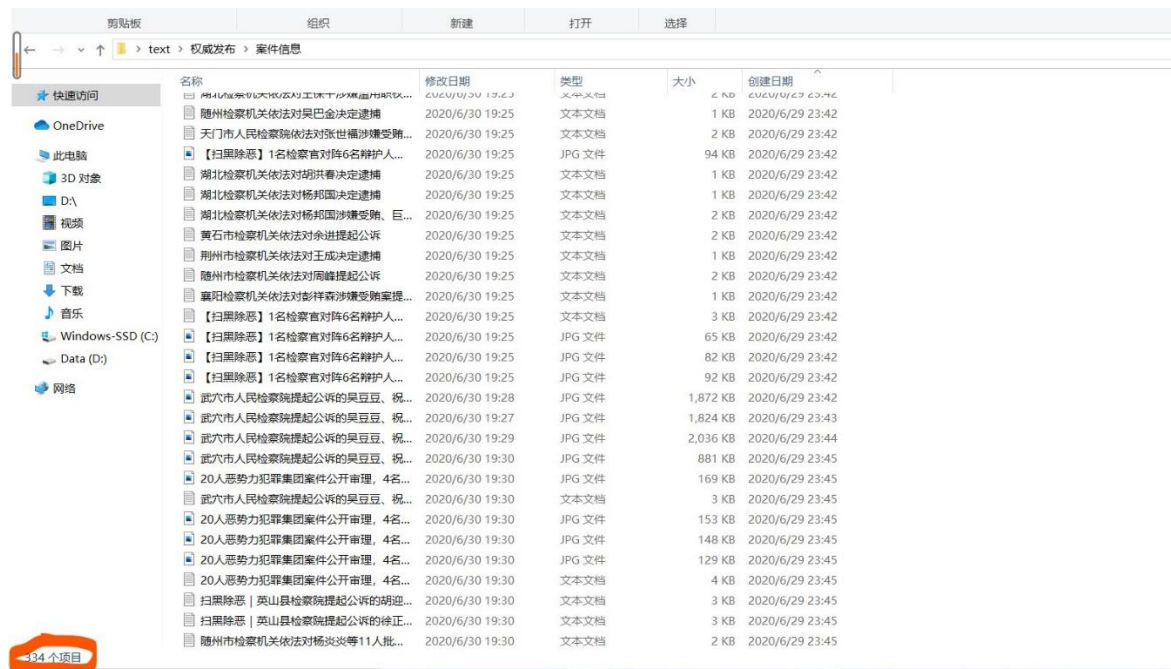 剪贴板 组织 新建 打开 选择
text > 权威发布 > 案件信息
名称 修改日期 类型 大小 创建日期
快速访问
OneDrive
此电脑
3D 对象
D:\
视频
图片
文档
下载
音乐
Windows-SSD (C:)
Data (D:)
网络
随州检察机关依法对吴巴金决定逮捕 2020/6/30 19:25 文本文档 1 KB 2020/6/29 23:42
天门市人民检察院依法对张世福涉嫌受贿... 2020/6/30 19:25 文本文档 2 KB 2020/6/29 23:42
【扫黑除恶】1名检察官对阵6名辩护人... 2020/6/30 19:25 JPG 文件 94 KB 2020/6/29 23:42
湖北检察机关依法对胡洪春决定逮捕 2020/6/30 19:25 文本文档 1 KB 2020/6/29 23:42
湖北检察机关依法对杨邦国决定逮捕 2020/6/30 19:25 文本文档 1 KB 2020/6/29 23:42
湖北检察机关依法对杨邦国涉嫌受贿、巨... 2020/6/30 19:25 文本文档 2 KB 2020/6/29 23:42
黄石市检察机关依法对余进提起公诉 2020/6/30 19:25 文本文档 2 KB 2020/6/29 23:42
荆州市检察机关依法对王成决定逮捕 2020/6/30 19:25 文本文档 1 KB 2020/6/29 23:42
随州市检察机关依法对周峰提起公诉 2020/6/30 19:25 文本文档 2 KB 2020/6/29 23:42
襄阳检察机关依法对彭祥森涉嫌受贿案提... 2020/6/30 19:25 文本文档 1 KB 2020/6/29 23:42
【扫黑除恶】1名检察官对阵6名辩护人... 2020/6/30 19:25 文本文档 3 KB 2020/6/29 23:42
【扫黑除恶】1名检察官对阵6名辩护人... 2020/6/30 19:25 JPG 文件 65 KB 2020/6/29 23:42
【扫黑除恶】1名检察官对阵6名辩护人... 2020/6/30 19:25 JPG 文件 82 KB 2020/6/29 23:42
【扫黑除恶】1名检察官对阵6名辩护人... 2020/6/30 19:25 JPG 文件 92 KB 2020/6/29 23:42
武穴市人民检察院提起公诉的吴豆豆、祝... 2020/6/30 19:28 JPG 文件 1,872 KB 2020/6/29 23:42
武穴市人民检察院提起公诉的吴豆豆、祝... 2020/6/30 19:27 JPG 文件 1,824 KB 2020/6/29 23:43
武穴市人民检察院提起公诉的吴豆豆、祝... 2020/6/30 19:29 JPG 文件 2,036 KB 2020/6/29 23:44
武穴市人民检察院提起公诉的吴豆豆、祝... 2020/6/30 19:30 JPG 文件 881 KB 2020/6/29 23:45
20人恶势力犯罪集团案件公开审理，4名... 2020/6/30 19:30 JPG 文件 169 KB 2020/6/29 23:45
武穴市人民检察院提起公诉的吴豆豆、祝... 2020/6/30 19:30 文本文档 3 KB 2020/6/29 23:45
20人恶势力犯罪集团案件公开审理，4名... 2020/6/30 19:30 JPG 文件 153 KB 2020/6/29 23:45
20人恶势力犯罪集团案件公开审理，4名... 2020/6/30 19:30 JPG 文件 148 KB 2020/6/29 23:45
20人恶势力犯罪集团案件公开审理，4名... 2020/6/30 19:30 JPG 文件 129 KB 2020/6/29 23:45
20人恶势力犯罪集团案件公开审理，4名... 2020/6/30 19:30 文本文档 4 KB 2020/6/29 23:45
扫黑除恶 | 英山县检察院提起公诉的胡迎... 2020/6/30 19:30 文本文档 3 KB 2020/6/29 23:45
扫黑除恶 | 英山县检察院提起公诉的徐正... 2020/6/30 19:30 文本文档 3 KB 2020/6/29 23:45
随州市检察机关依法对杨炎炎等11人批... 2020/6/30 19:30 文本文档 2 KB 2020/6/29 23:45
334 个项目